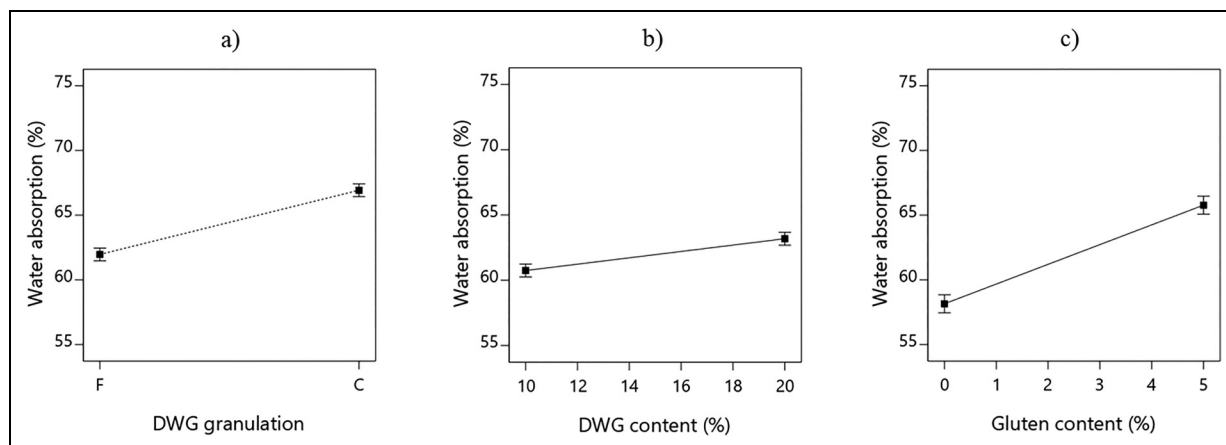 a)
Water absorption (%)
75
70
65
60
55
F C
DWG granulation
b)
Water absorption (%)
75
70
65
60
55
10 12 14 16 18 20
DWG content (%)
c)
Water absorption (%)
75
70
65
60
55
0 1 2 3 4 5
Gluten content (%)